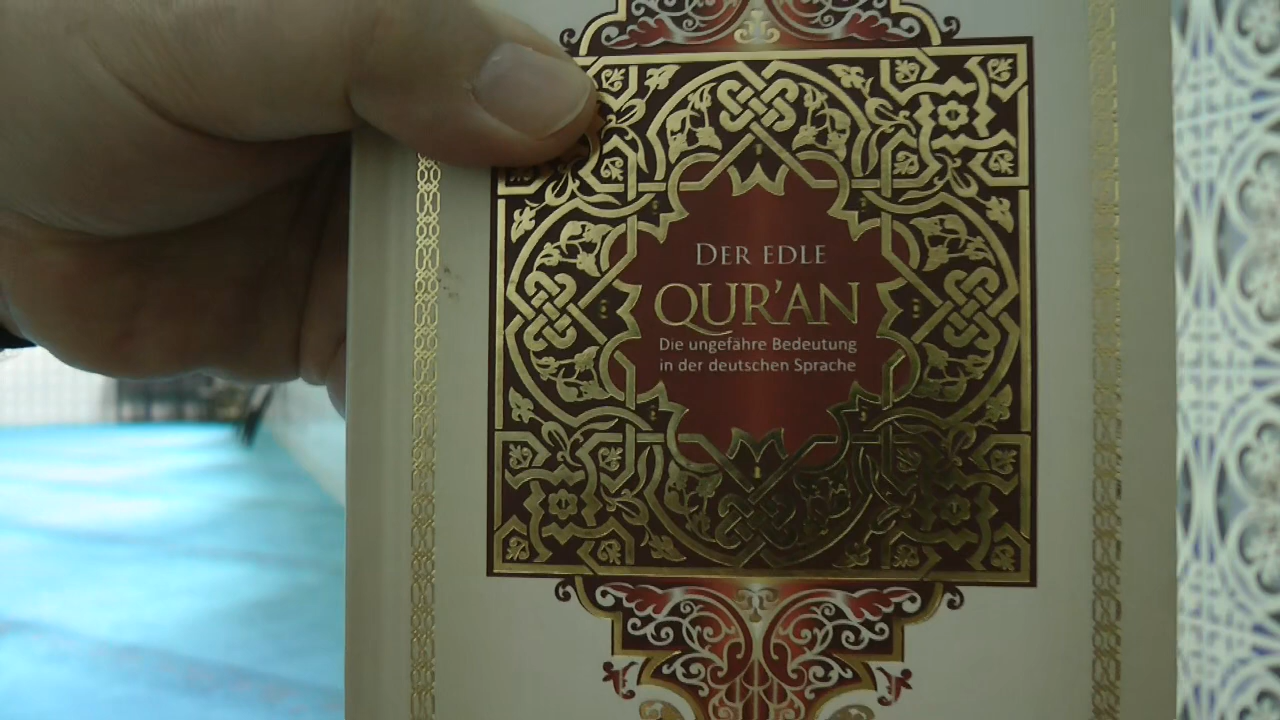 DER EDLE
QUR'AN
Die ungefähre Bedeutung
in der deutschen Sprache